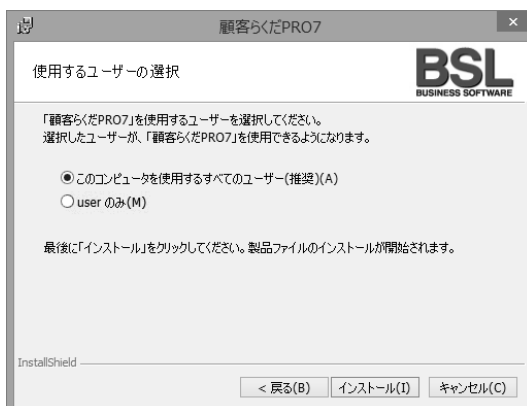 顧客らくだPRO7
使用するユーザーの選択
BSL
BUSINESS SOFTWARE
「顧客らくだPRO7」を使用するユーザーを選択してください。
選択したユーザーが、「顧客らくだPRO7」を使用できるようになります。
このコンピュータを使用するすべてのユーザー(推奨)(A)
user のみ(M)
最後に「インストール」をクリックしてください。製品ファイルのインストールが開始されます。
InstallShield
< 戻る(B) インストール(I) キャンセル(C)